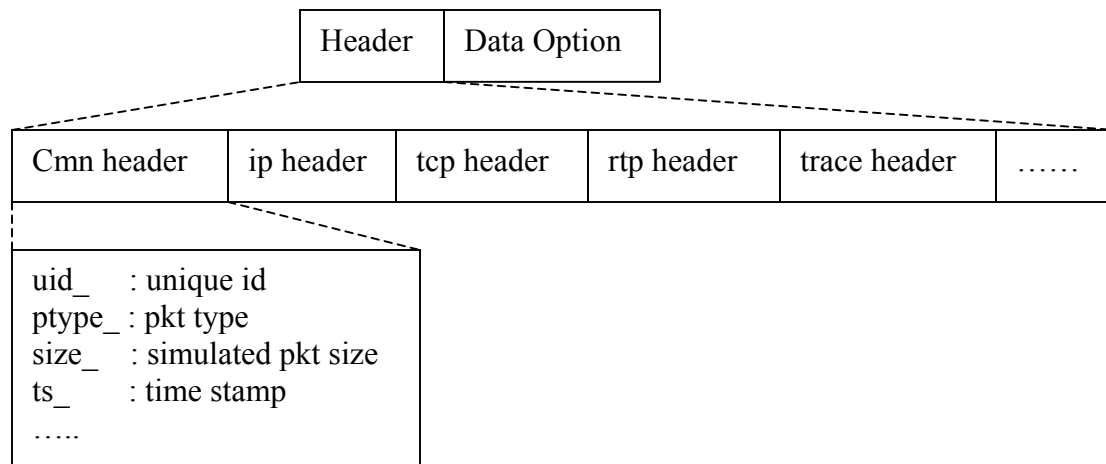 Header Data Option
Cmn header ip header tcp header rtp header trace header ……
uid_ : unique id
ptype_ : pkt type
size_ : simulated pkt size
ts_ : time stamp
…..